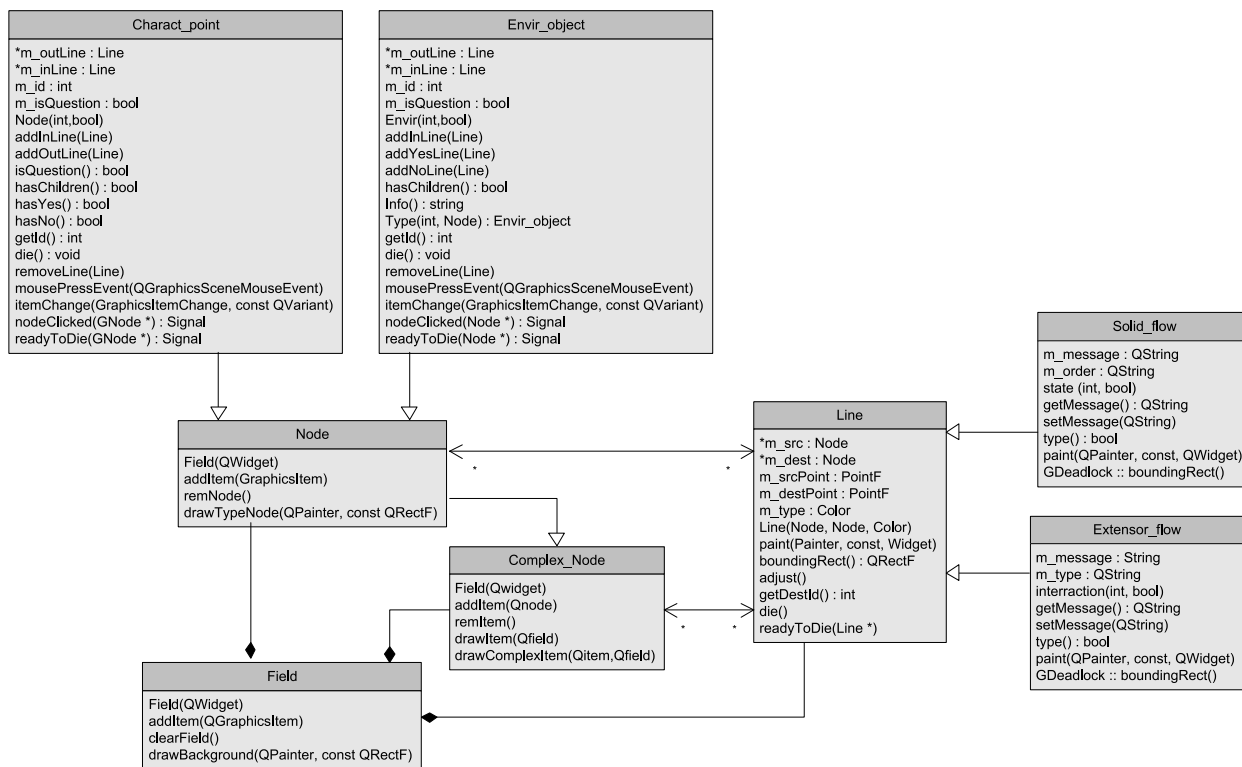 Charact_point
*m_outLine : Line
*m_inLine : Line
m_id : int
m_isQuestion : bool
Node(int,bool)
addInLine(Line)
addOutLine(Line)
isQuestion() : bool
hasChildren() : bool
hasYes() : bool
hasNo() : bool
getId() : int
die() : void
removeLine(Line)
mousePressEvent(QGraphicsSceneMouseEvent)
itemChange(GraphicsItemChange, const QVariant)
nodeClicked(GNode *) : Signal
readyToDie(GNode *) : Signal
Envir_object
*m_outLine : Line
*m_inLine : Line
m_id : int
m_isQuestion : bool
Envir(int,bool)
addInLine(Line)
addYesLine(Line)
addNoLine(Line)
hasChildren() : bool
Info() : string
Type(int, Node) : Envir_object
getId() : int
die() : void
removeLine(Line)
mousePressEvent(QGraphicsSceneMouseEvent)
itemChange(GraphicsItemChange, const QVariant)
nodeClicked(Node *) : Signal
readyToDie(Node *) : Signal
Solid_flow
m_message : QString
m_order : QString
state (int, bool)
getMessage() : QString
setMessage(QString)
type() : bool
paint(QPainter, const, QWidget)
GDeadlock :: boundingRect()
Node
Field(QWidget)
addItem(GraphicsItem)
remNode()
drawTypeNode(QPainter, const QRectF)
*
*
Line
*m_src : Node
*m_dest : Node
m_srcPoint : PointF
m_destPoint : PointF
m_type : Color
Line(Node, Node, Color)
paint(Painter, const, Widget)
boundingRect() : QRectF
adjust()
getDestId() : int
die()
readyToDie(Line *)
Extensor_flow
m_message : String
m_type : QString
interraction(int, bool)
getMessage() : QString
setMessage(QString)
type() : bool
paint(QPainter, const, QWidget)
GDeadlock :: boundingRect()
Complex_Node
Field(Qwidget)
addItem(Qnode)
remItem()
drawItem(Qfield)
drawComplexItem(Qitem,Qfield)
*
*
Field
Field(QWidget)
addItem(QGraphicsItem)
clearField()
drawBackground(QPainter, const QRectF)